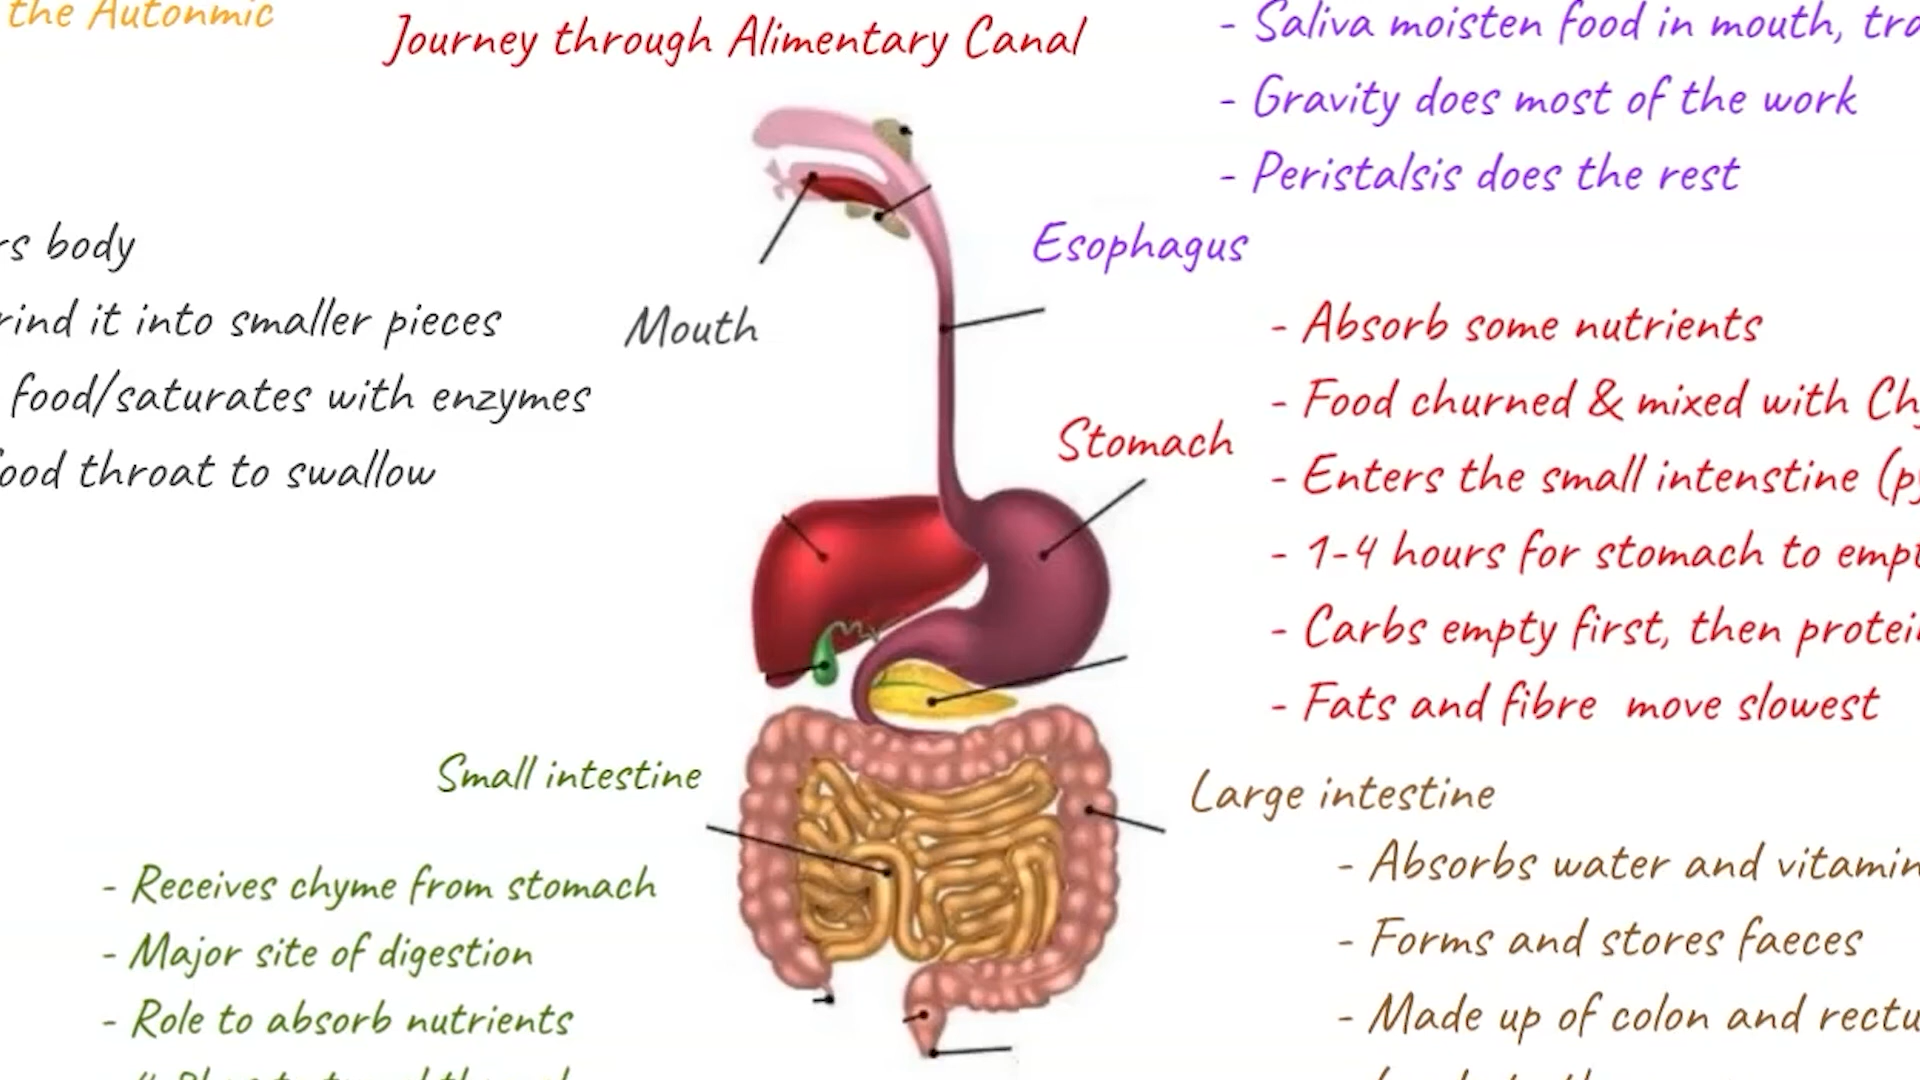 the Autonmic
Journey through Alimentary Canal
- Saliva moisten food in mouth,
- Gravity does most of the work
- Peristalsis does the rest
body
it into smaller pieces
food/saturates with enzymes
throat to swallow
Mouth
Esophagus
Stomach
- Absorb some nutrients
- Food churned & mixed with
- Enters the small intenstine
- 1-4 hours for stomach to
- Carbs empty first, then
- Fats and fibre move slowest
Small intestine
- Receives chyme from stomach
- Major site of digestion
- Role to absorb nutrients
Large intestine
- Absorbs water and
- Forms and stores faeces
- Made up of colon and